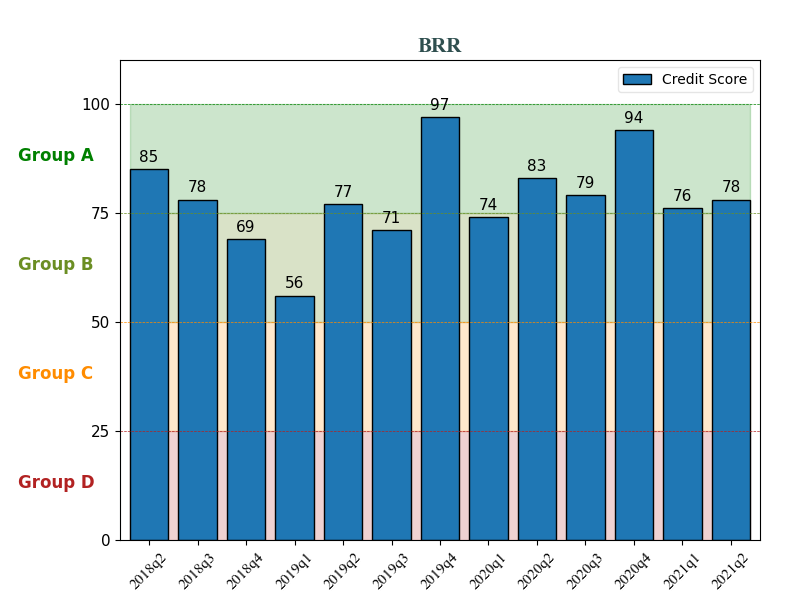 BRR
Credit Score
100
97
94
Group A
85
83
78
77
79
78
76
74
75
71
69
Group B
56
50
Group C
25
Group D
0
2018q2
2018q3
2018q4
2019q1
2019q2
2019q3
2019q4
2020q1
2020q2
2020q3
2020q4
2021q1
2021q2